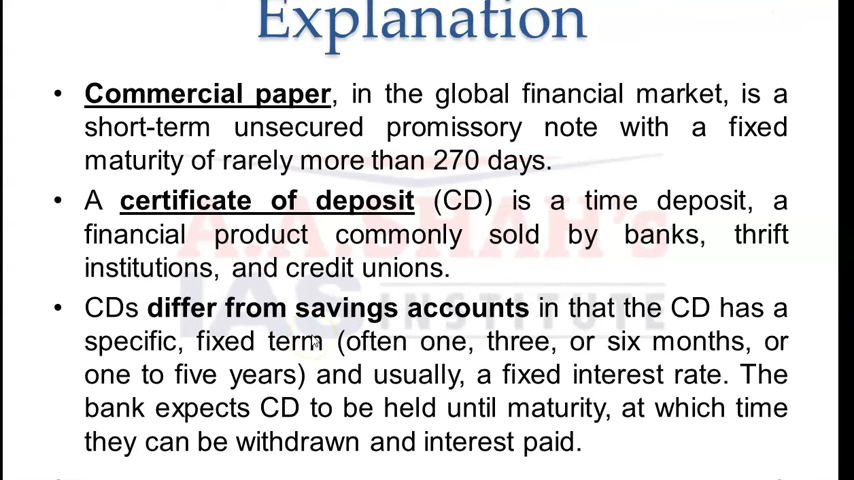 Explanation
• Commercial paper, in the global financial market, is a
short-term unsecured promissory note with a fixed
maturity of rarely more than 270 days.
• A certificate of deposit (CD) is a time deposit, a
financial product commonly sold by banks, thrift
institutions, and credit unions.
• CDs differ from savings accounts in that the CD has a
specific, fixed term (often one, three, or six months, or
one to five years) and usually, a fixed interest rate. The
bank expects CD to be held until maturity, at which time
they can be withdrawn and interest paid.
A.A SHAH's
IAS INSTITUTE